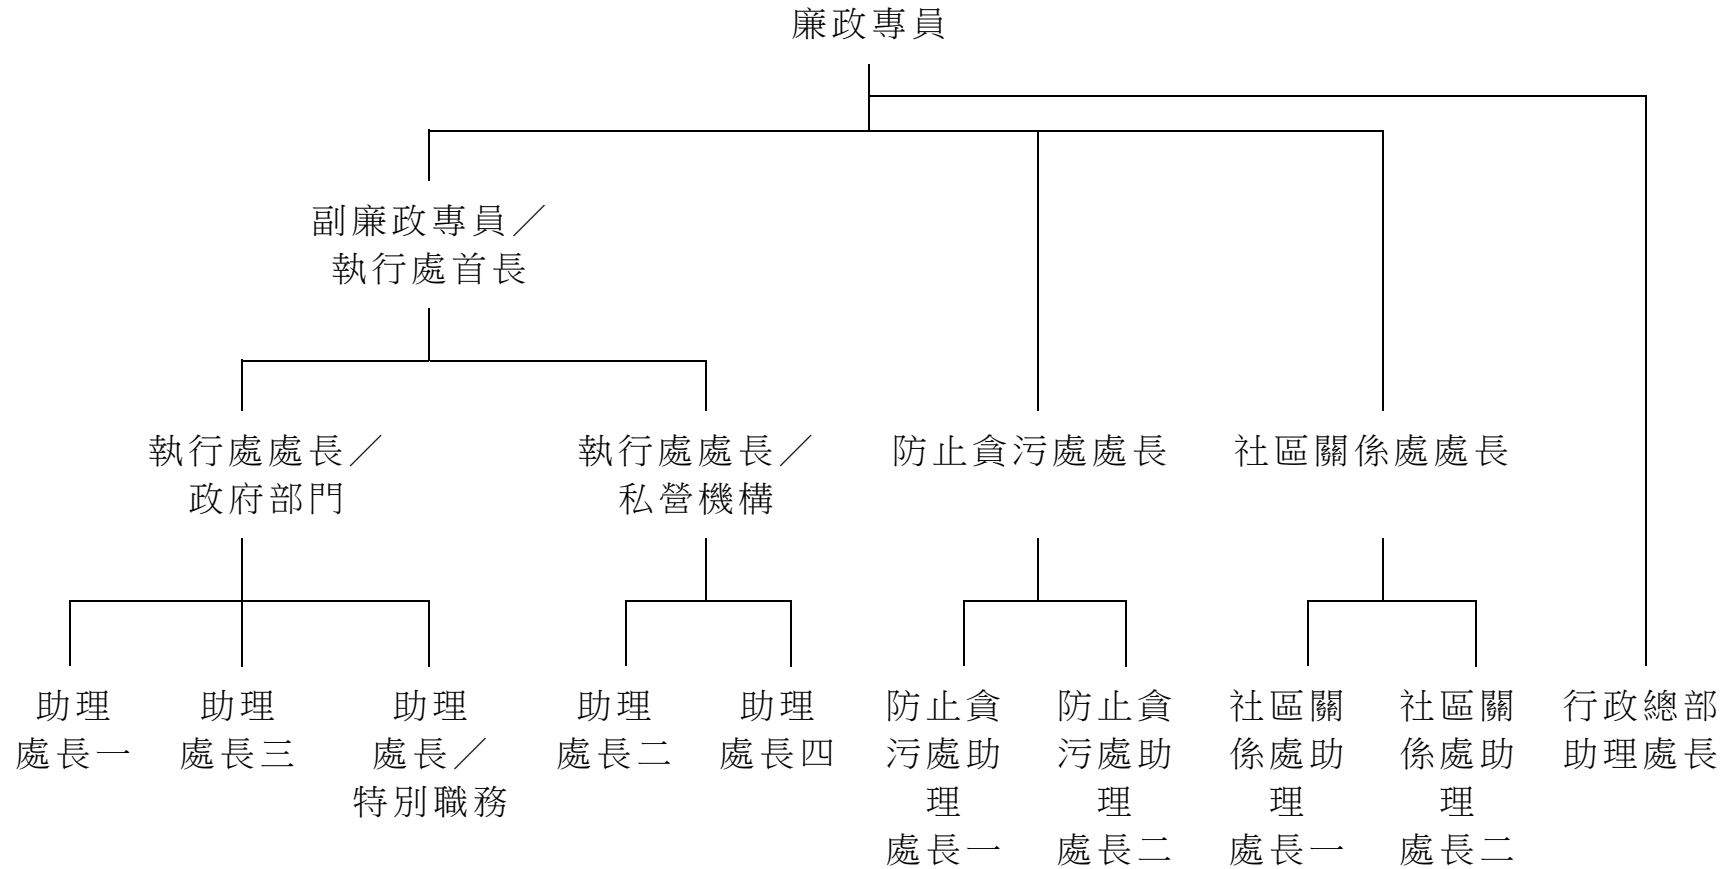 廉政專員
副廉政專員／
執行處首長
執行處處長／
政府部門
執行處處長／
私營機構
防止貪污處處長
社區關係處處長
助理
處長一
助理
處長三
助理
處長／
特別職務
助理
處長二
助理
處長四
防止貪
污處助
理
處長一
防止貪
污處助
理
處長二
社區關
係處助
理
處長一
社區關
係處助
理
處長二
行政總部
助理處長